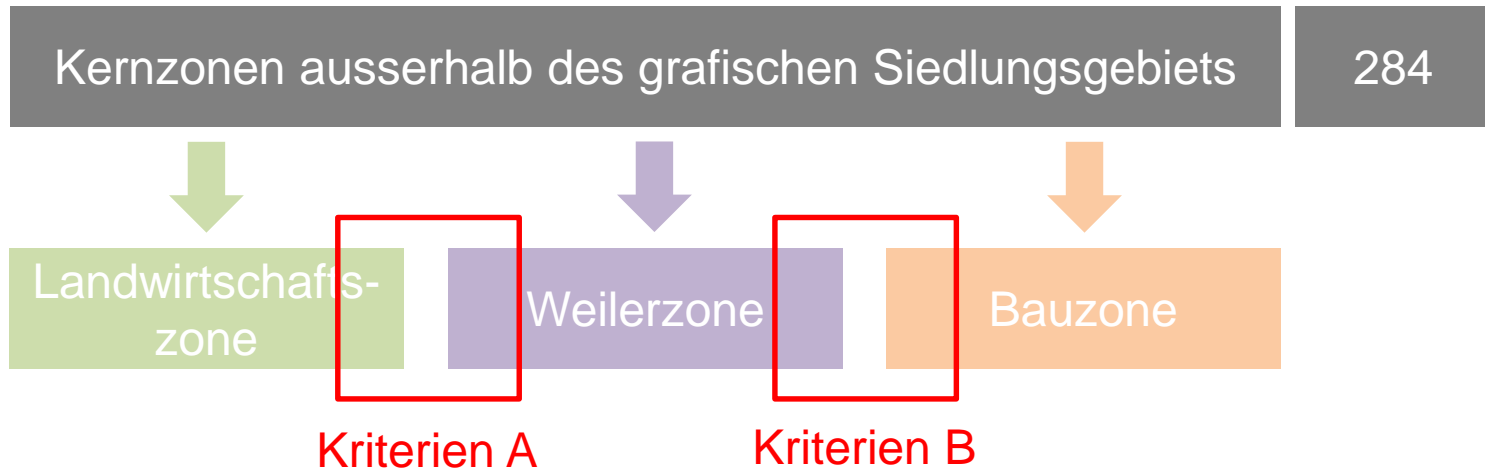 Kernzonen ausserhalb des grafischen Siedlungsgebiets
284
Landwirtschafts-
zone
Weilerzone
Bauzone
Kriterien A
Kriterien B